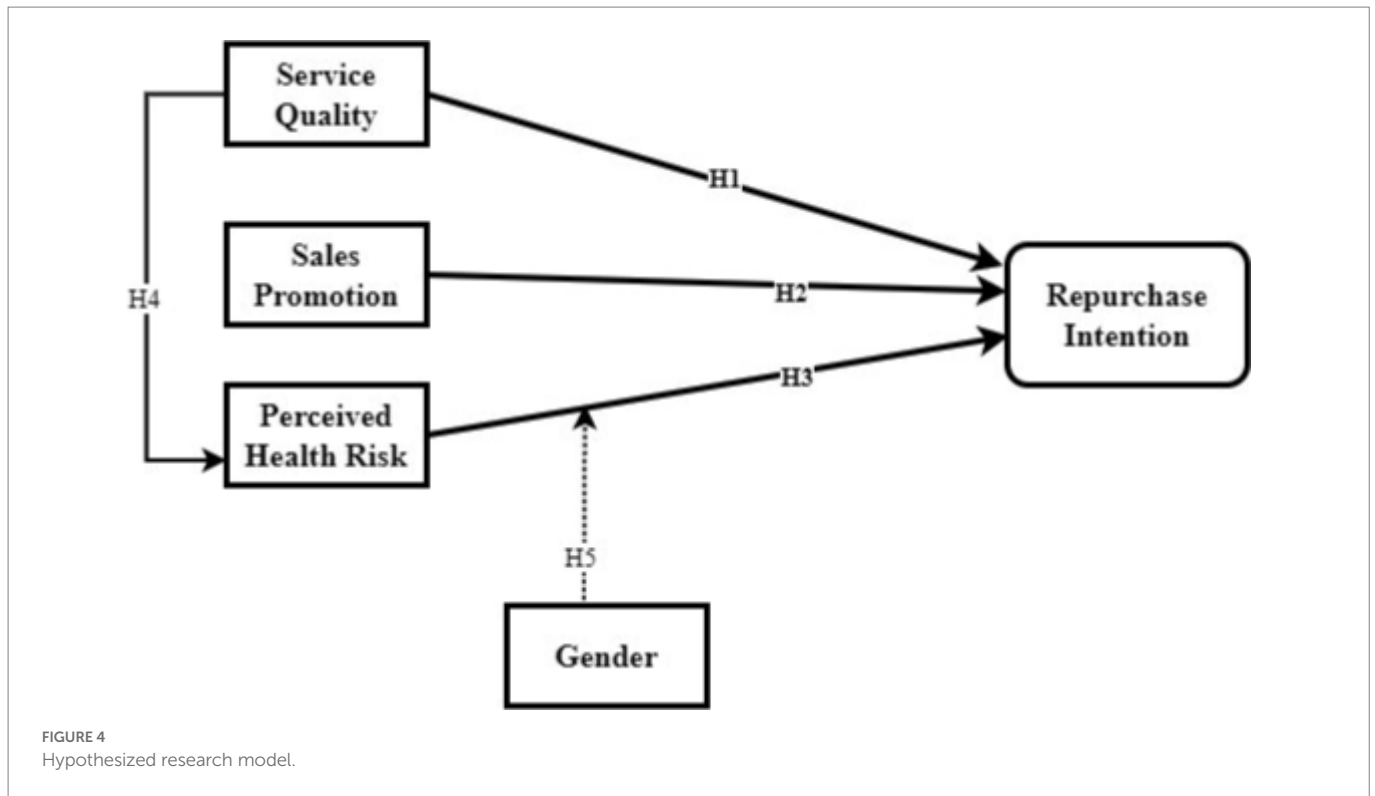 Service
Quality
H1
Sales
Promotion
H2
Repurchase
Intention
H4
H3
Perceived
Health Risk
H5
Gender
FIGURE 4
Hypothesized research model.